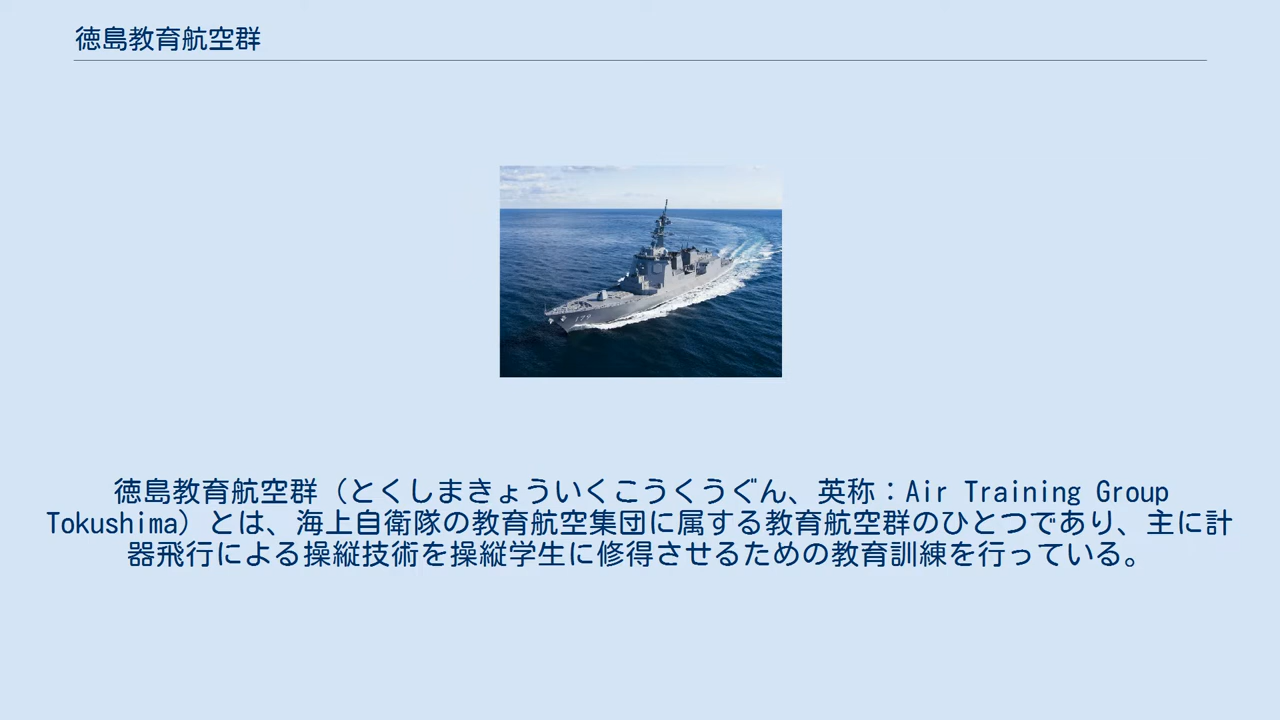 徳島教育航空群
179
徳島教育航空群（とくしまきょういくこうくうぐん、英称：Air Training Group
Tokushima）とは、海上自衛隊の教育航空集団に属する教育航空群のひとつであり、主に計
器飛行による操縦技術を操縦学生に修得させるための教育訓練を行っている。